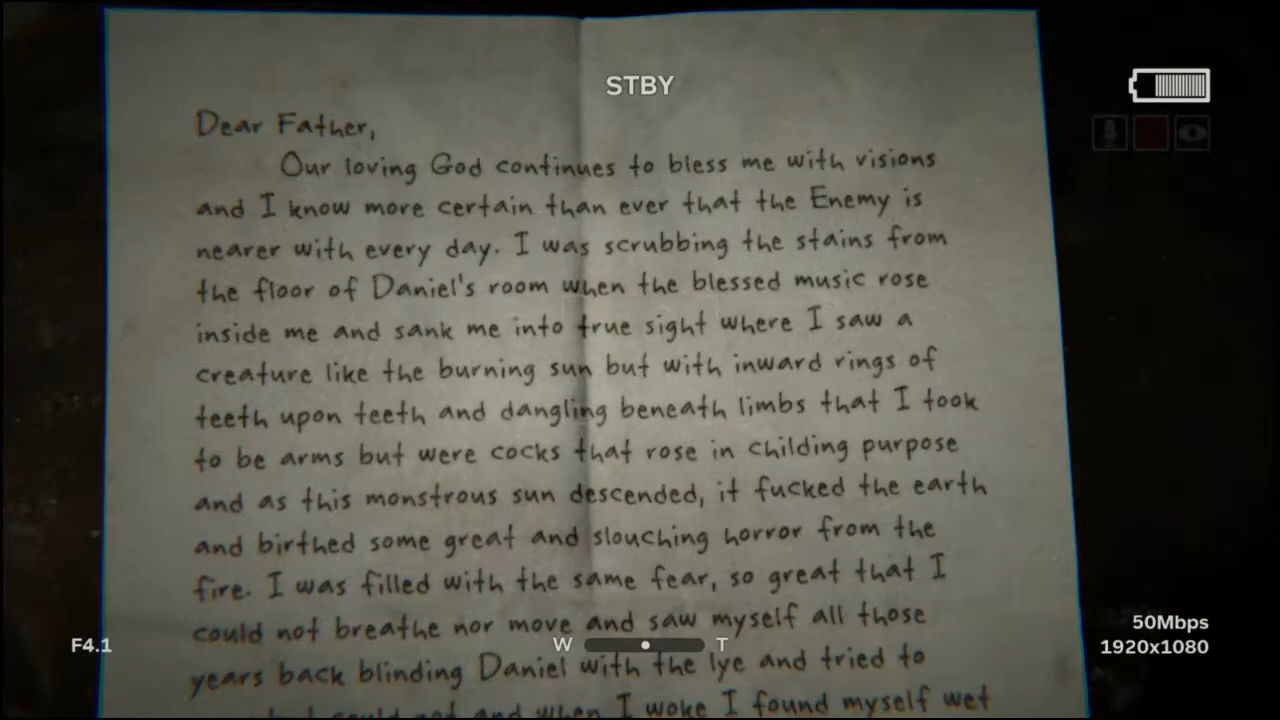 STBY
Dear Father,
Our loving God continues to bless me with visions
and I know more certain than ever that the Enemy is
nearer with every day. I was scrubbing the stains from
the floor of Daniel's room when the blessed music rose
inside me and sank me into true sight where I saw a
creature like the burning sun but with inward rings of
teeth upon teeth and dangling beneath limbs that I took
to be arms but were cocks that rose in childing purpose
and as this monstrous sun descended, it fucked the earth
and birthed some great and slouching horror from the
fire. I was filled with the same fear, so great that I
could not breathe nor move and saw myself all those
years back blinding Daniel with the lye and tried to
could not and when I woke I found myself wet
F4.1
W T
50Mbps
1920x1080